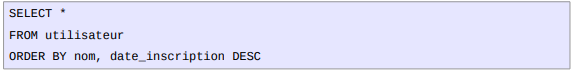 SELECT *
FROM utilisateur
ORDER BY nom, date_inscription DESC